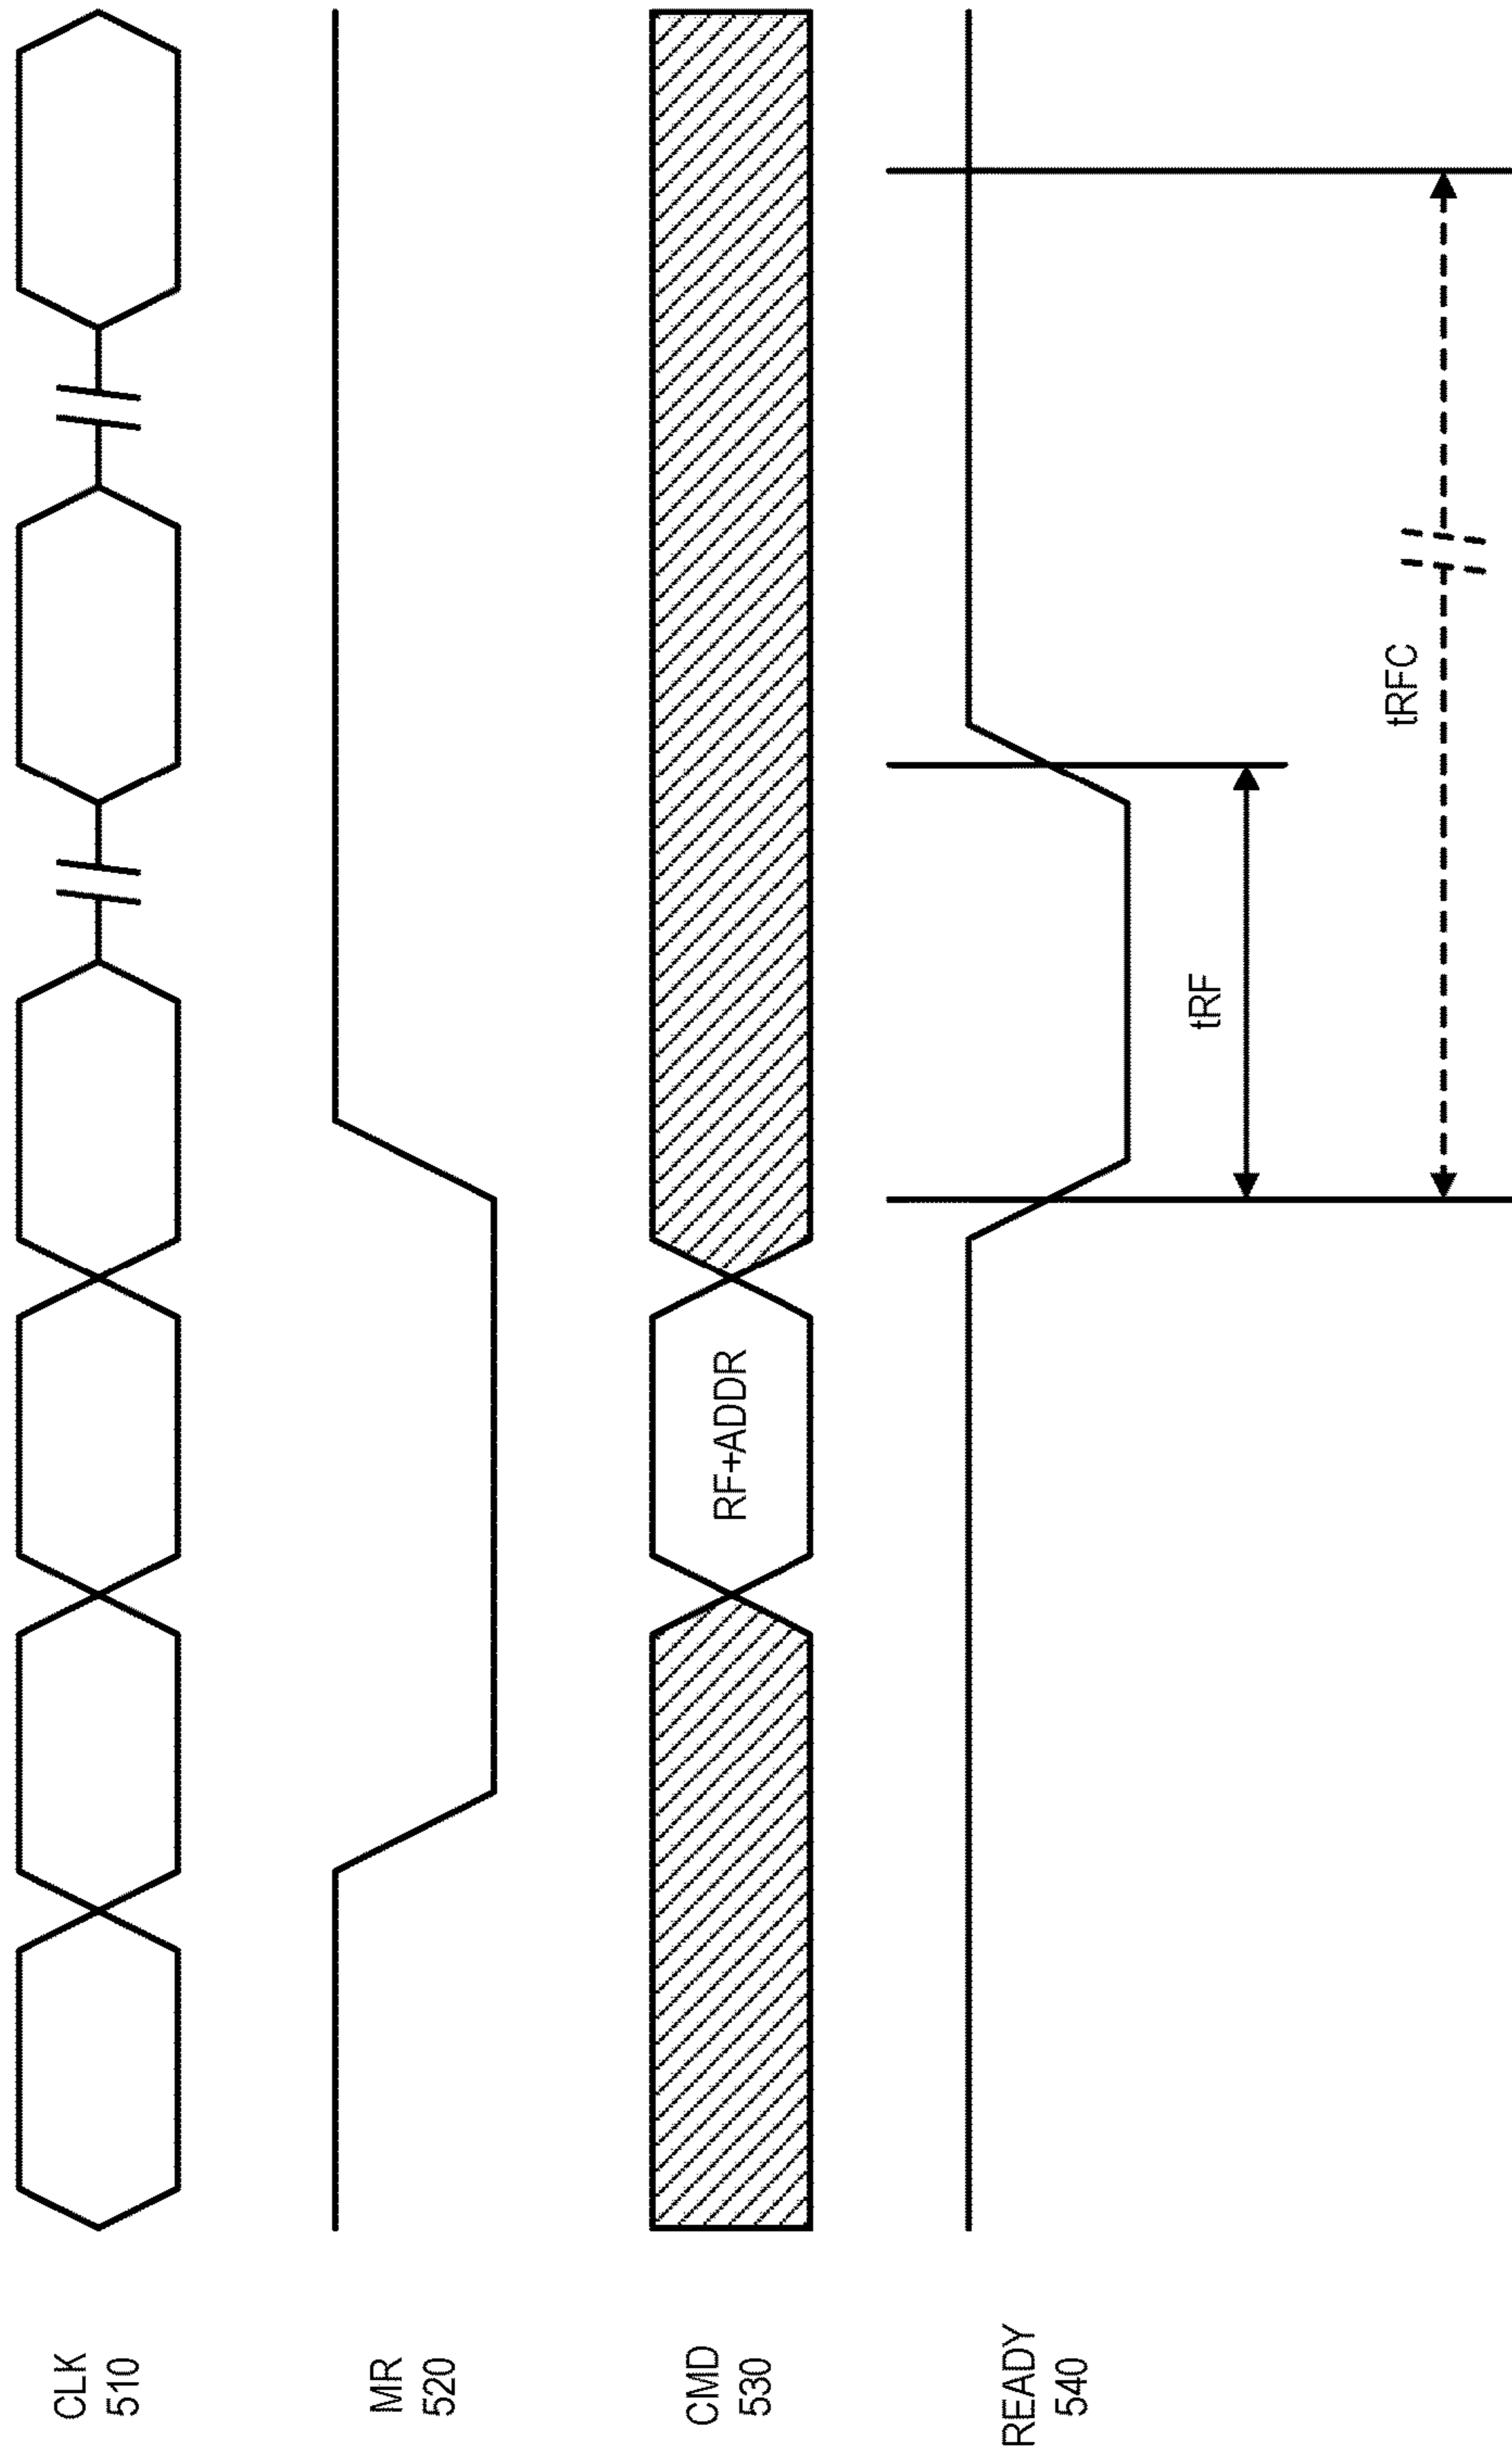 CLK
510
MR
520
CMD
530
RF+ADDR
READY
540
tRF
tRFC